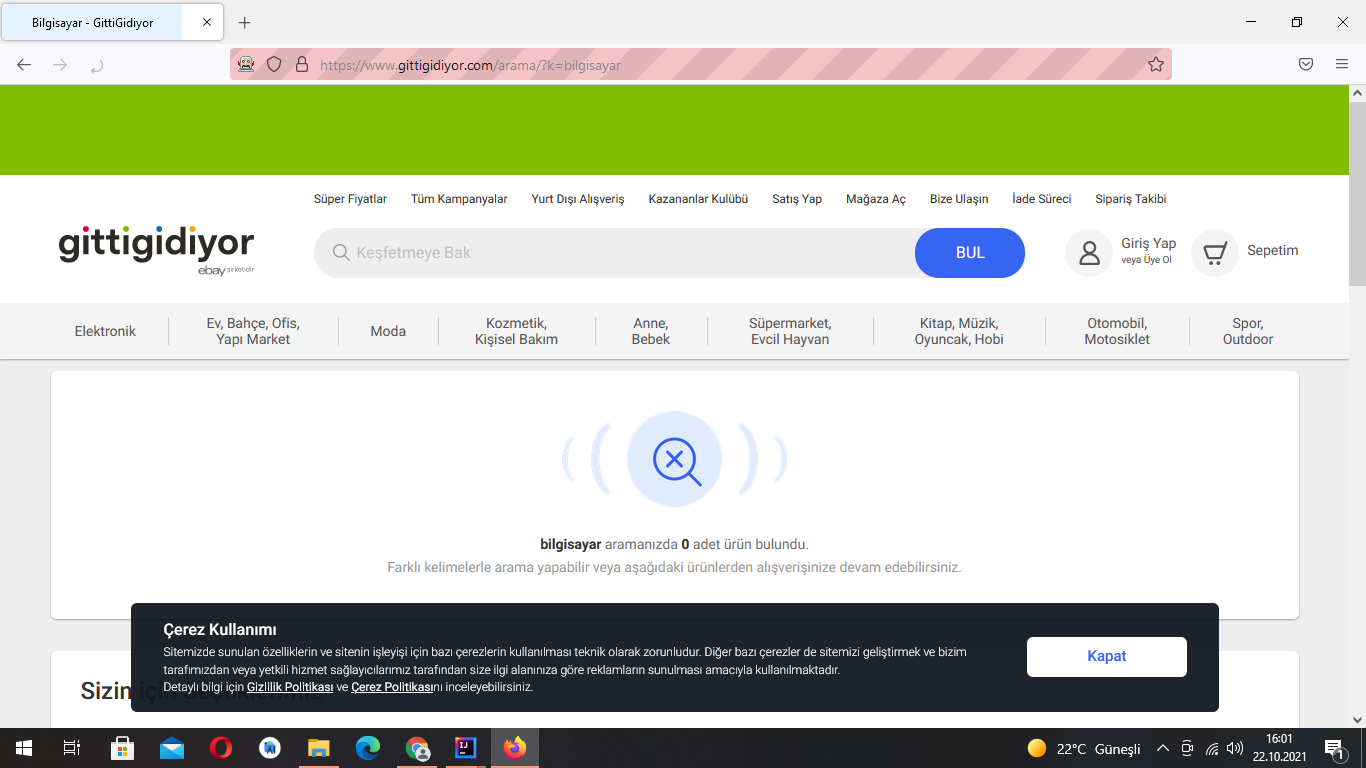 Bilgisayar - GittiGidiyor
https://www.gittigidiyor.com/arama/?k=bilgisayar
Süper Fiyatlar Tüm Kampanyalar Yurt Dışı Alışveriş Kazananlar Kulübü Satış Yap Mağaza Aç Bize Ulaşın İade Süreci Sipariş Takibi
gittigidiyor
ebay şirketidir
Keşfetmeye Bak
BUL
Giriş Yap
veya Üye Ol
Sepetim
Elektronik
Ev, Bahçe, Ofis,
Yapı Market
Moda
Kozmetik,
Kişisel Bakım
Anne,
Bebek
Süpermarket,
Evcil Hayvan
Kitap, Müzik,
Oyuncak, Hobi
Otomobil,
Motosiklet
Spor,
Outdoor
bilgisayar aramanızda 0 adet ürün bulundu.
Farklı kelimelerle arama yapabilir veya aşağıdaki ürünlerden alışverişinize devam edebilirsiniz.
Çerez Kullanımı
Sitemizde sunulan özelliklerin ve sitenin işleyişi için bazı çerezlerin kullanılması teknik olarak zorunludur. Diğer bazı çerezler de sitemizi geliştirmek ve bizim
tarafımızdan veya yetkili hizmet sağlayıcılarımız tarafından size ilgi alanınıza göre reklamların sunulması amacıyla kullanılmaktadır.
Detaylı bilgi için Gizlilik Politikası ve Çerez Politikasını inceleyebilirsiniz.
Kapat
Sizin için
22°C Güneşli
16:01
22.10.2021
1